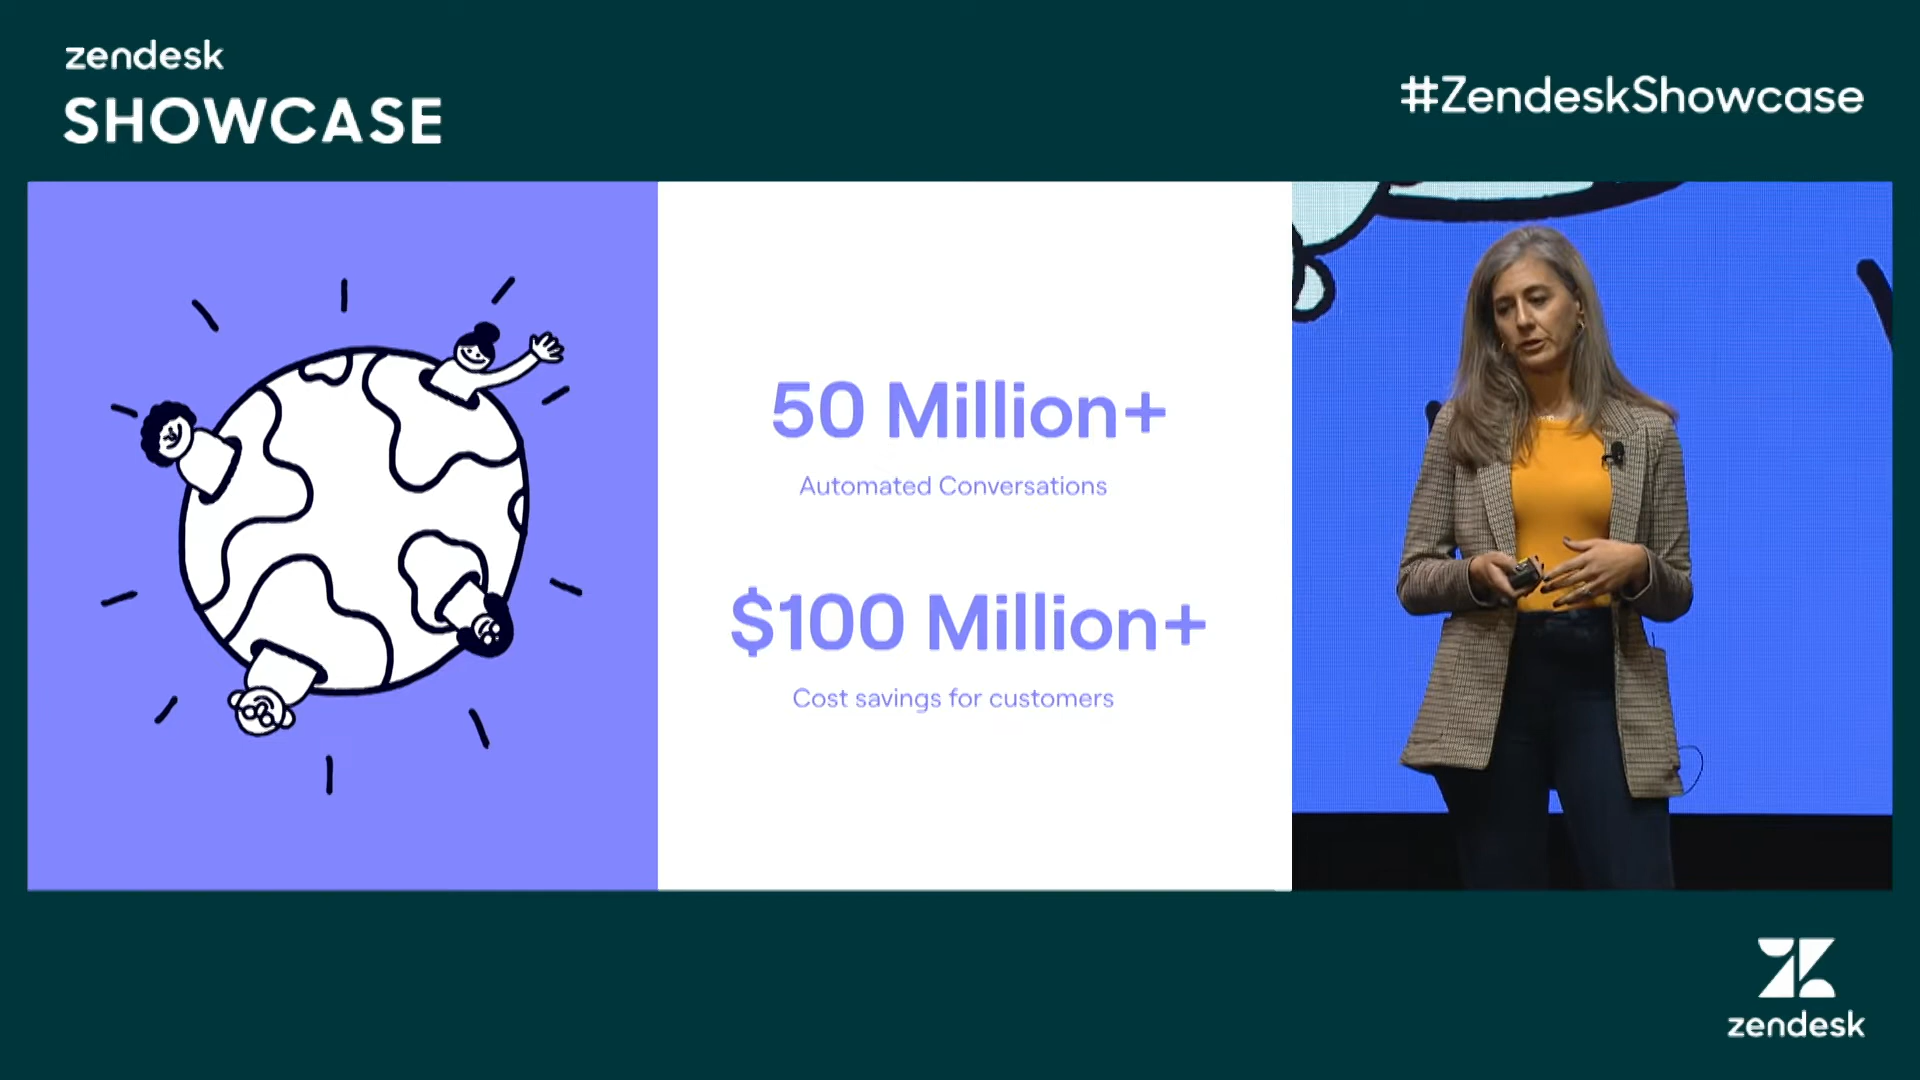 zendesk
SHOWCASE
#ZendeskShowcase
50 Million+
Automated Conversations
$100 Million+
Cost savings for customers
zendesk